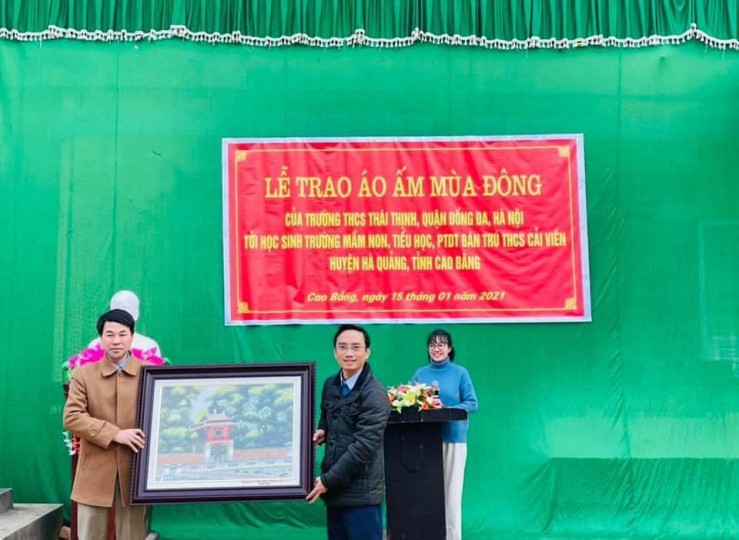 LỄ TRAO ÁO ẤM MÙA ĐÔNG
CỦA TRƯỜNG THCS THÁI THỊNH, QUẬN ĐỐNG ĐA, HÀ NỘI
TỚI HỌC SINH TRƯỜNG MẦM NON, TIỂU HỌC, PTDT BÁN TRÚ THCS CẢI VIÊN
HUYỆN HÀ QUẢNG, TỈNH CAO BẰNG
Cao Bằng, ngày 15 tháng 01 năm 2021